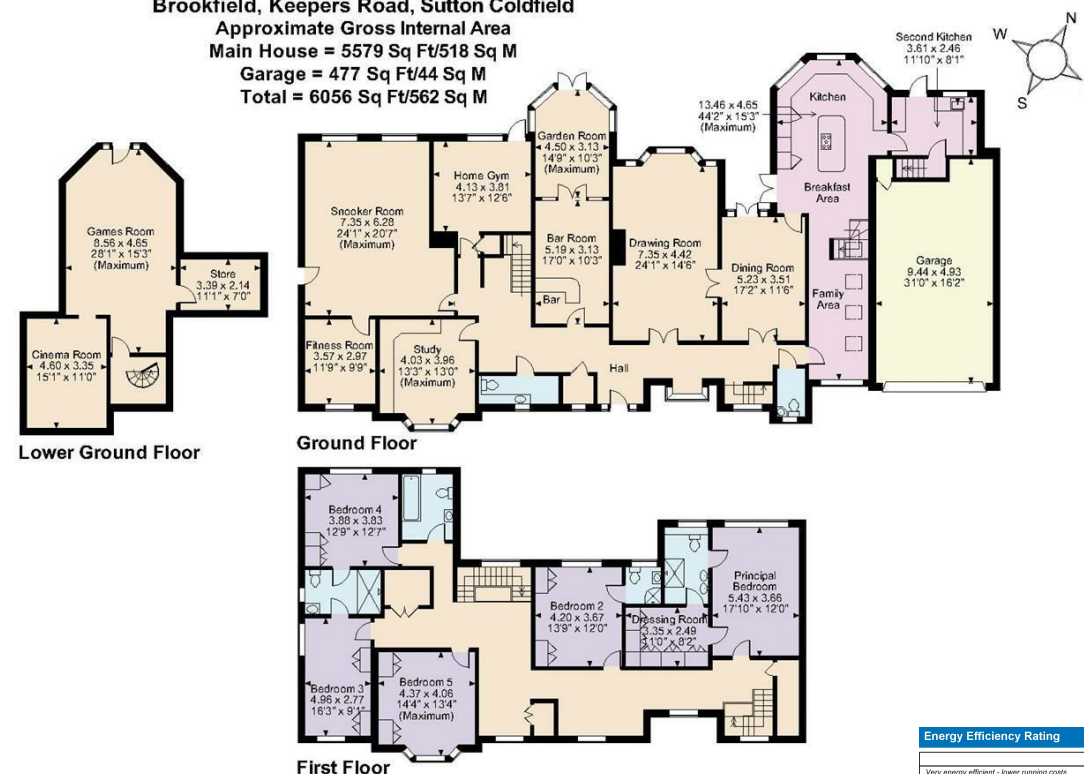 Brookfield, Keepers Road, Sutton Coldfield
Approximate Gross Internal Area
Main House = 5579 Sq Ft/518 Sq M
Garage = 477 Sq Ft/44 Sq M
Total = 6056 Sq Ft/562 Sq M
N
W
S
Second Kitchen
3.61 x 2.46
11'10" x 8'1"
Kitchen
13.46 x 4.65
44'2" x 15'3"
(Maximum)
Breakfast
Area
Family
Area
Garden Room
4.50 x 3.13
14'9" x 10'3"
(Maximum)
Home Gym
4.13 x 3.81
13'7" x 12'6"
Snooker Room
7.35 x 6.28
24'1" x 20'7"
(Maximum)
Bar Room
5.19 x 3.13
17'0" x 10'3"
Bar
Drawing Room
7.35 x 4.42
24'1" x 14'6"
Dining Room
5.23 x 3.51
17'2" x 11'6"
Garage
9.44 x 4.93
31'0" x 16'2"
Games Room
8.56 x 4.65
28'1" x 15'3"
(Maximum)
Store
3.39 x 2.14
11'1" x 7'0"
Cinema Room
4.60 x 3.35
15'1" x 11'0"
Fitness Room
3.57 x 2.97
11'9" x 9'9"
Study
4.03 x 3.96
13'3" x 13'0"
(Maximum)
Hall
Lower Ground Floor
Ground Floor
Bedroom 4
3.88 x 3.83
12'9" x 12'7"
Bedroom 2
4.20 x 3.67
13'9" x 12'0"
Principal
Bedroom
5.43 x 3.66
17'10" x 12'0"
Dressing Room
3.35 x 2.49
11'0" x 8'2"
Bedroom 3
4.96 x 2.77
16'3" x 9'1"
Bedroom 5
4.37 x 4.06
14'4" x 13'4"
(Maximum)
First Floor
Energy Efficiency Rating
Very energy efficient - lower running costs